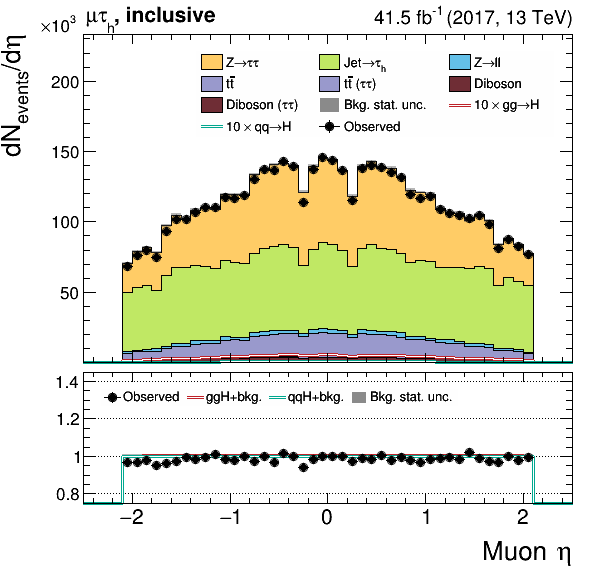 μτₕ, inclusive 41.5 fb⁻¹ (2017, 13 TeV)
×10³
dN_events/dη
Z→ττ Jet→τₕ Z→ll
tt̄ tt̄ (ττ) Diboson
Diboson (ττ) Bkg. stat. unc. 10 × gg→H
10 × qq→H Observed
200
150
100
50
1.4
Observed ggH+bkg. qqH+bkg. Bkg. stat. unc.
1.2
1
0.8
−2 −1 0 1 2
Muon η